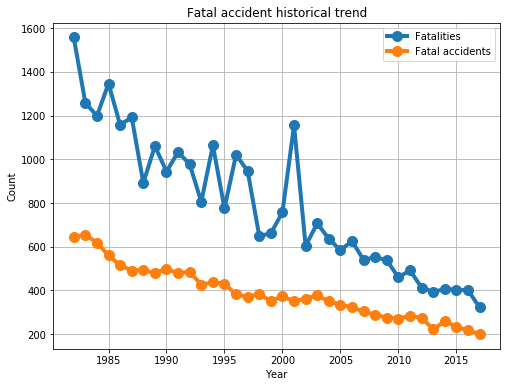 Fatal accident historical trend
Fatalities
Fatal accidents
1600
1400
1200
1000
800
600
400
200
Count
1985 1990 1995 2000 2005 2010 2015
Year